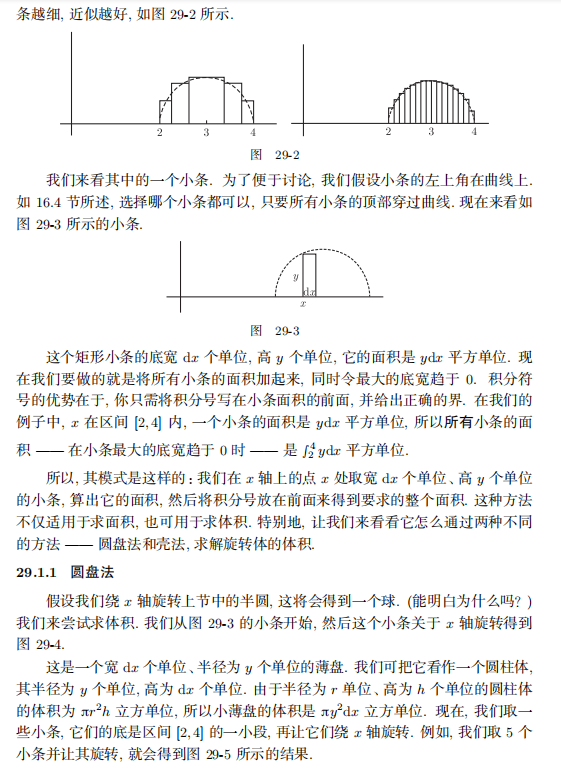 条越细, 近似越好, 如图 29-2 所示.
2 3 4 2 3 4
图 29-2
我们来看其中的一个小条. 为了便于讨论, 我们假设小条的左上角在曲线上.
如 16.4 节所述, 选择哪个小条都可以, 只要所有小条的顶部穿过曲线. 现在来看如
图 29-3 所示的小条.
y
dx
x
图 29-3
这个矩形小条的底宽 dx 个单位, 高 y 个单位, 它的面积是 ydx 平方单位. 现
在我们要做的就是将所有小条的面积加起来, 同时令最大的底宽趋于 0. 积分符
号的优势在于, 你只需将积分号写在小条面积的前面, 并给出正确的界. 在我们的
例子中, x 在区间 [2,4] 内, 一个小条的面积是 ydx 平方单位, 所以所有小条的面
积 —— 在小条最大的底宽趋于 0 时 —— 是 ∫₂⁴ ydx 平方单位.
所以, 其模式是这样的 : 我们在 x 轴上的点 x 处取宽 dx 个单位、高 y 个单位
的小条, 算出它的面积, 然后将积分号放在前面来得到要求的整个面积. 这种方法
不仅适用于求面积, 也可用于求体积. 特别地, 让我们来看看它怎么通过两种不同
的方法 —— 圆盘法和壳法, 求解旋转体的体积.
29.1.1 圆盘法
假设我们绕 x 轴旋转上节中的半圆, 这将会得到一个球. (能明白为什么吗? )
我们来尝试求体积. 我们从图 29-3 的小条开始, 然后这个小条关于 x 轴旋转得到
图 29-4.
这是一个宽 dx 个单位、半径为 y 个单位的薄盘. 我们可把它看作一个圆柱体,
其半径为 y 个单位, 高为 dx 个单位. 由于半径为 r 单位、高为 h 个单位的圆柱体
的体积为 πr²h 立方单位, 所以小薄盘的体积是 πy²dx 立方单位. 现在, 我们取一
些小条, 它们的底是区间 [2,4] 的一小段, 再让它们绕 x 轴旋转. 例如, 我们取 5 个
小条并让其旋转, 就会得到图 29-5 所示的结果.